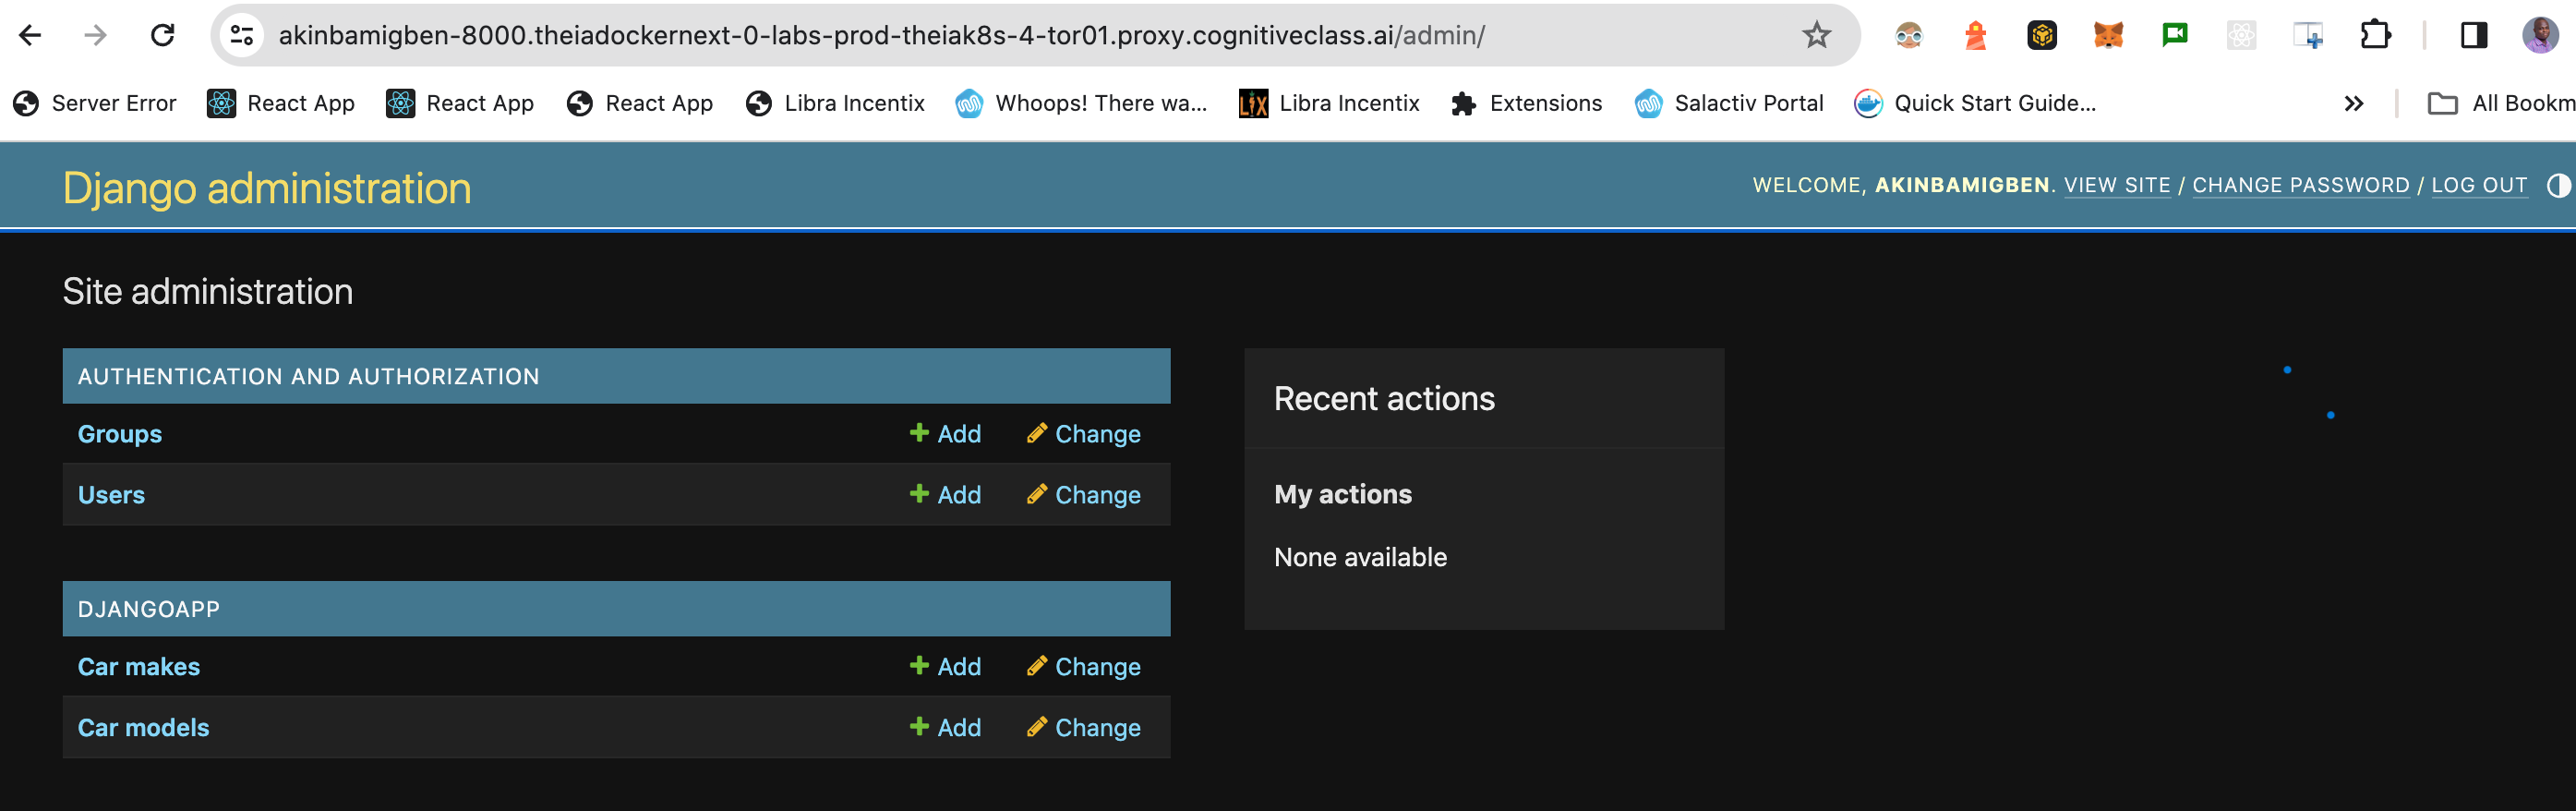 akinbamigben-8000.theiadockernext-0-labs-prod-theiak8s-4-tor01.proxy.cognitiveclass.ai/admin/
Server Error React App React App React App Libra Incentix Whoops! There wa... LIX Libra Incentix Extensions Salactiv Portal Quick Start Guide... All Bookm
Django administration
WELCOME, AKINBAMIGBEN. VIEW SITE / CHANGE PASSWORD / LOG OUT
Site administration
AUTHENTICATION AND AUTHORIZATION
Groups Add Change
Users Add Change
DJANGOAPP
Car makes Add Change
Car models Add Change
Recent actions
My actions
None available